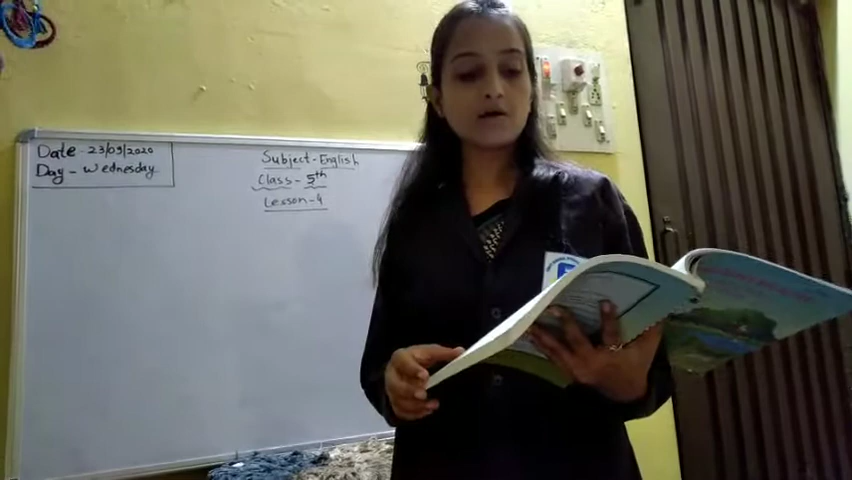 Date - 23/09/2020
Day - Wednesday
Subject - English
Class - 5th
Lesson - 4